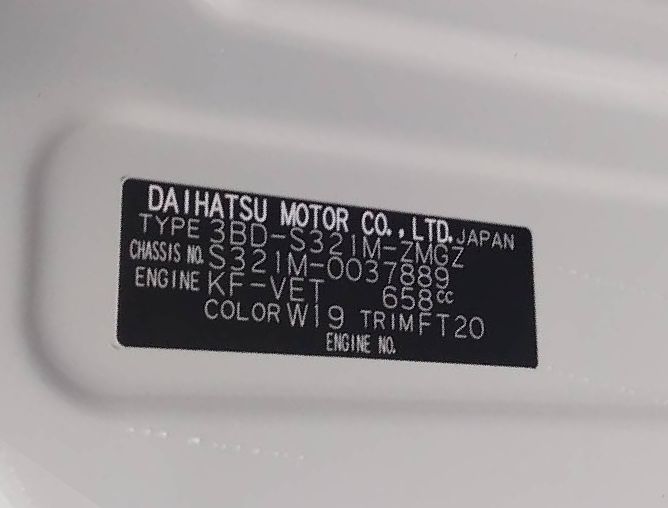 DAIHATSU MOTOR CO.,LTD. JAPAN
TYPE 3BD-S321M-ZMGZ
CHASSIS NO. S321M-0037889
ENGINE KF-VET 658cc
COLOR W19 TRIM FT20
ENGINE NO.